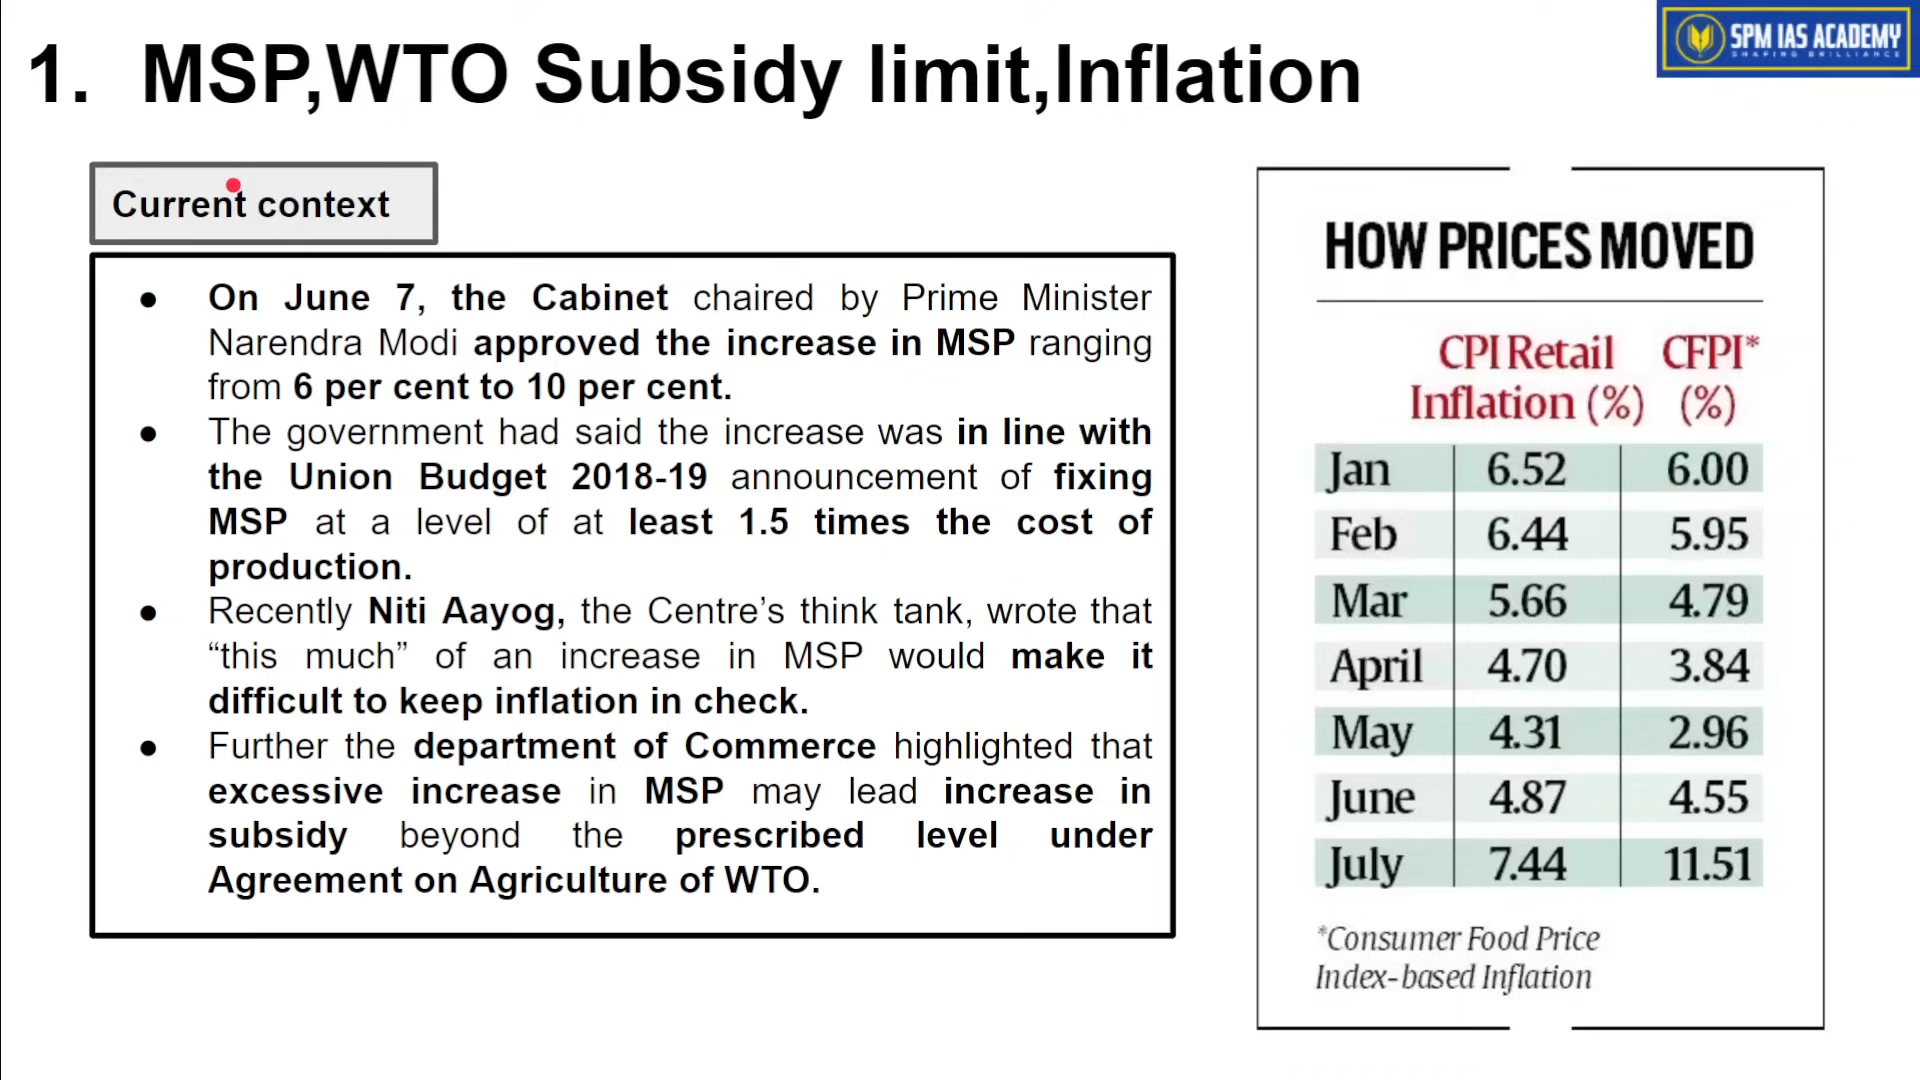 1. MSP,WTO Subsidy limit,Inflation
SPM IAS ACADEMY
SHAPING BRILLIANCE
Current context
● On June 7, the Cabinet chaired by Prime Minister
Narendra Modi approved the increase in MSP ranging
from 6 per cent to 10 per cent.
● The government had said the increase was in line with
the Union Budget 2018-19 announcement of fixing
MSP at a level of at least 1.5 times the cost of
production.
● Recently Niti Aayog, the Centre’s think tank, wrote that
“this much” of an increase in MSP would make it
difficult to keep inflation in check.
● Further the department of Commerce highlighted that
excessive increase in MSP may lead increase in
subsidy beyond the prescribed level under
Agreement on Agriculture of WTO.
HOW PRICES MOVED
CPI Retail CFPI*
Inflation (%) (%)
Jan 6.52 6.00
Feb 6.44 5.95
Mar 5.66 4.79
April 4.70 3.84
May 4.31 2.96
June 4.87 4.55
July 7.44 11.51
*Consumer Food Price
Index-based Inflation